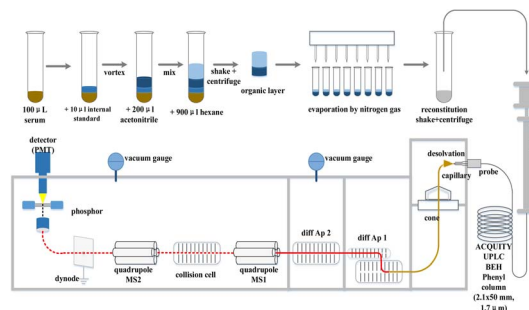 vortex
mix
shake +
centrifuge
100 μL
serum
+ 10 μl internal
standard
+ 200 μl
acetonitrile
+ 900 μl hexane
organic layer
evaporation by nitrogen gas
reconstitution
shake+centrifuge
detector
(PMT)
vacuum gauge
vacuum gauge
desolvation
capillary
probe
phosphor
cone
dynode
quadrupole
MS2
collision cell
quadrupole
MS1
diff Ap 2
diff Ap 1
ACQUITY
UPLC
BEH
Phenyl
column
(2.1x50 mm,
1.7 μm)